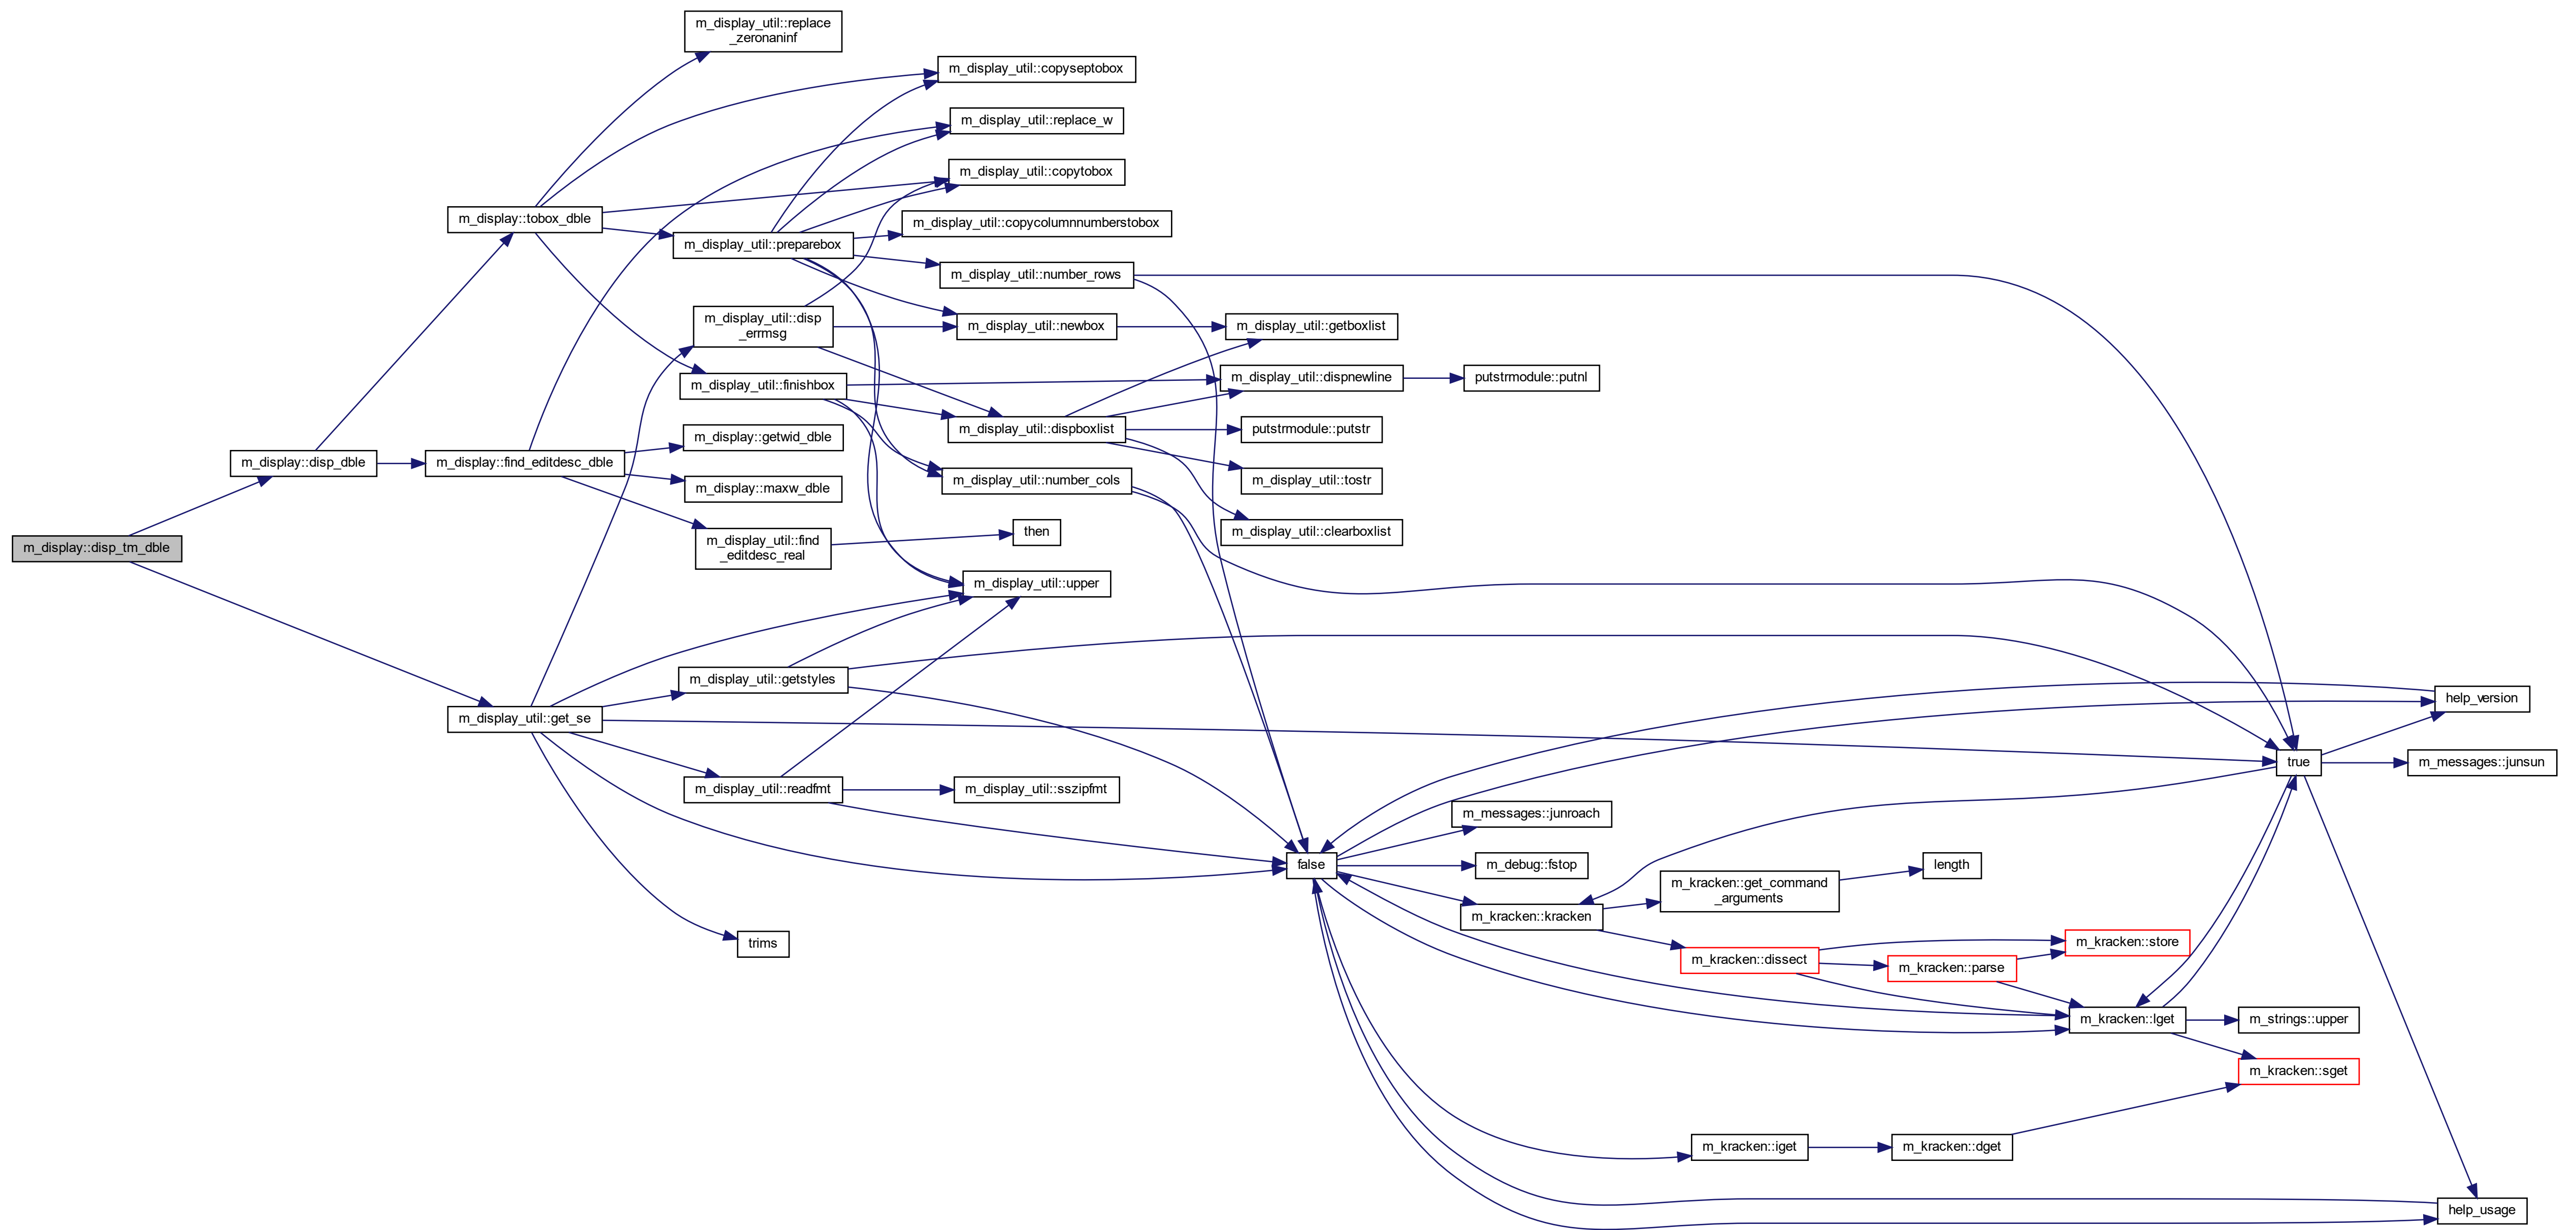 m_display_util::replace
_zeronaninf
m_display_util::copyseptobox
m_display_util::replace_w
m_display_util::copytobox
m_display::tobox_dble
m_display_util::copycolumnnumberstobox
m_display_util::preparebox
m_display_util::number_rows
m_display_util::disp
_errmsg
m_display_util::newbox
m_display_util::getboxlist
m_display_util::finishbox
m_display_util::dispnewline
putstrmodule::putnl
m_display_util::dispboxlist
putstrmodule::putstr
m_display::getwid_dble
m_display::disp_dble
m_display::find_editdesc_dble
m_display_util::number_cols
m_display_util::tostr
m_display::maxw_dble
m_display_util::clearboxlist
then
m_display::disp_tm_dble
m_display_util::find
_editdesc_real
m_display_util::upper
m_display_util::getstyles
help_version
m_display_util::get_se
true
m_messages::junsun
m_display_util::readfmt
m_display_util::sszipfmt
m_messages::junroach
false
m_debug::fstop
length
m_kracken::get_command
_arguments
m_kracken::kracken
trims
m_kracken::store
m_kracken::dissect
m_kracken::parse
m_kracken::lget
m_strings::upper
m_kracken::sget
m_kracken::iget
m_kracken::dget
help_usage